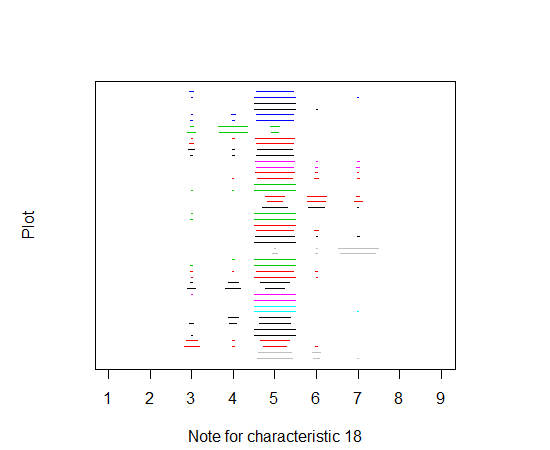 Plot
1 2 3 4 5 6 7 8 9
Note for characteristic 18